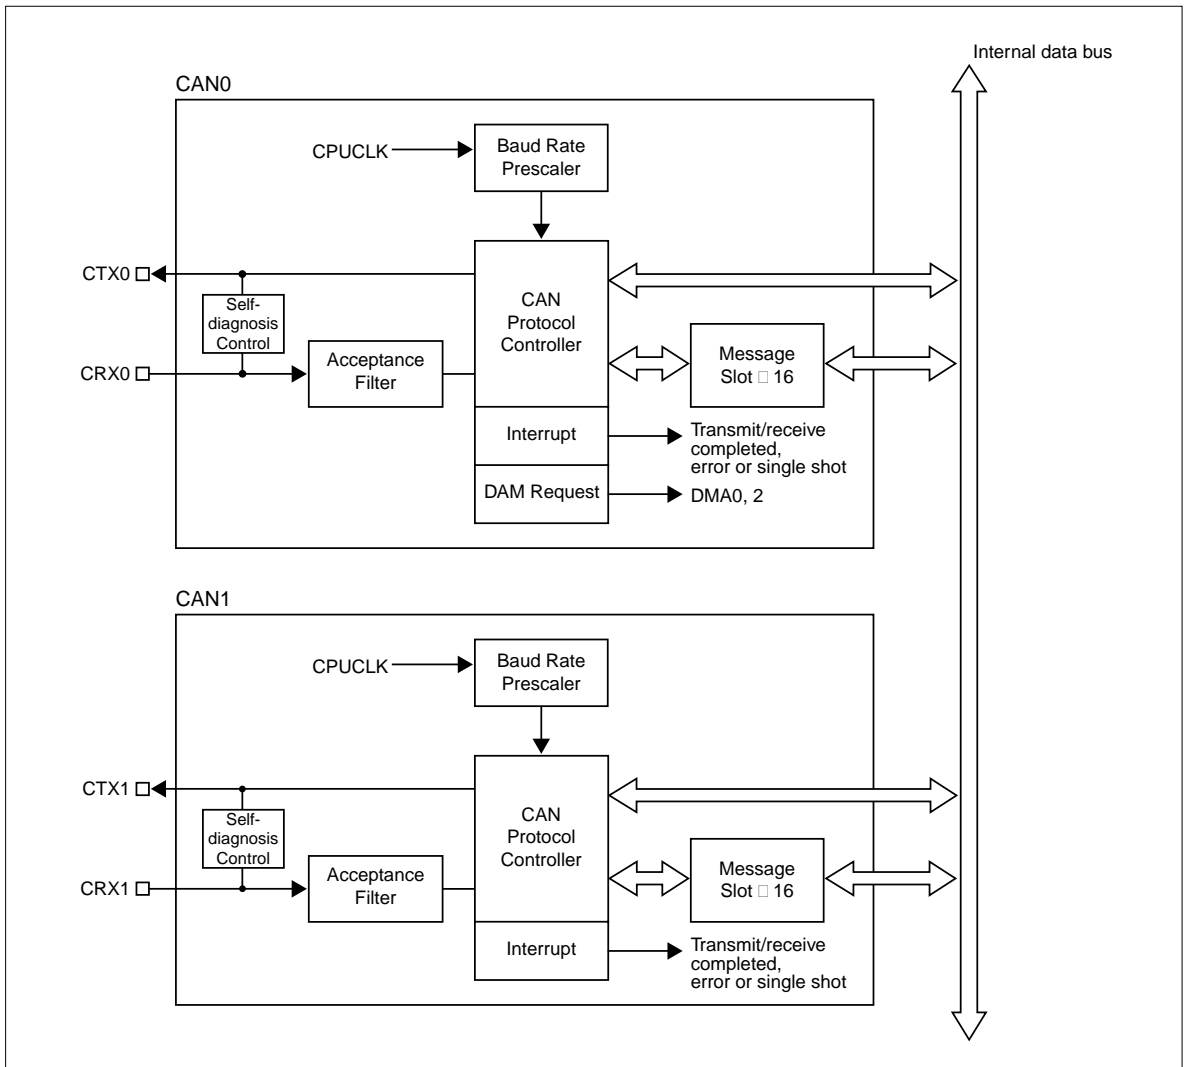 Internal data bus
CAN0
CPUCLK
Baud Rate
Prescaler
CTX0
Self-
diagnosis
Control
CAN
Protocol
Controller
CRX0
Acceptance
Filter
Message
Slot □ 16
Interrupt
Transmit/receive
completed,
error or single shot
DAM Request
DMA0, 2
CAN1
CPUCLK
Baud Rate
Prescaler
CTX1
Self-
diagnosis
Control
CAN
Protocol
Controller
CRX1
Acceptance
Filter
Message
Slot □ 16
Interrupt
Transmit/receive
completed,
error or single shot